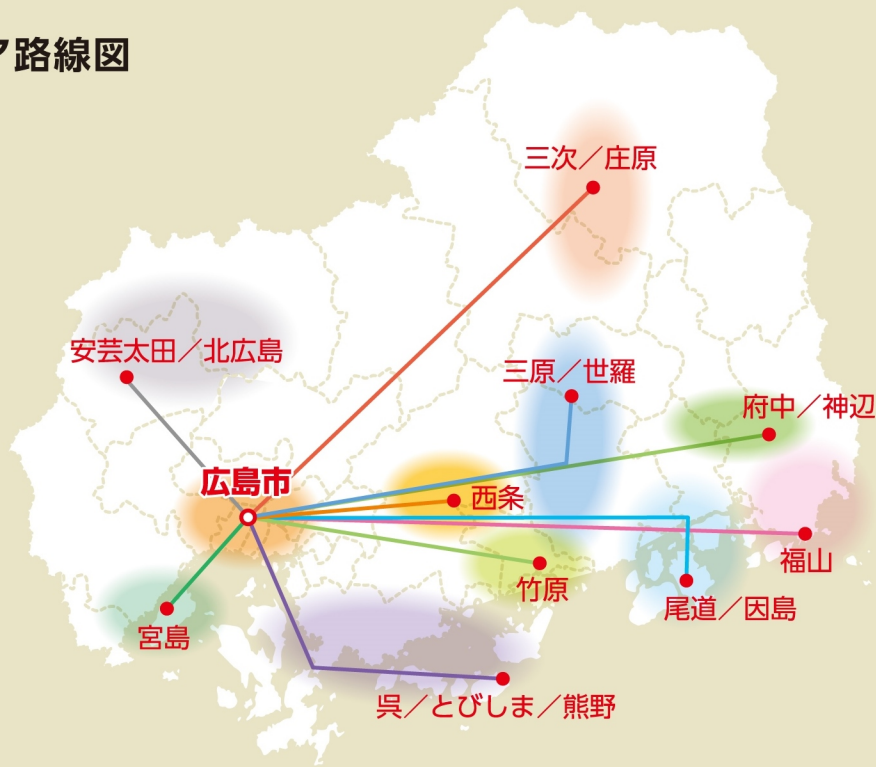 路線図
三次／庄原
安芸太田／北広島
三原／世羅
府中／神辺
広島市
西条
福山
竹原
尾道／因島
宮島
呉／とびしま／熊野